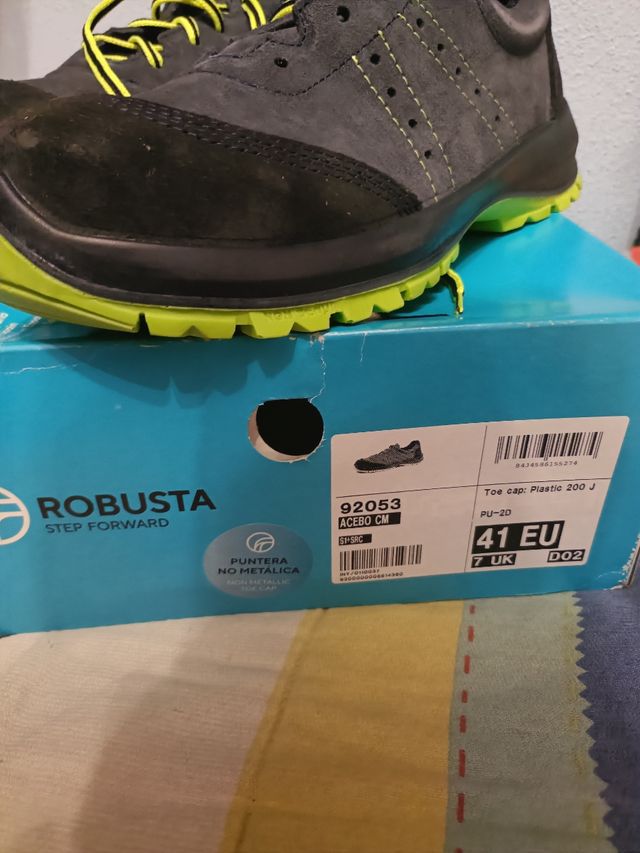 ROBUSTA
STEP FORWARD
PUNTERA
NO METÁLICA
NON METALLIC
TOE CAP
92053
ACEBO CM
S1+SRC
Toe cap: Plastic 200 J
PU-2D
41 EU
7 UK
D02